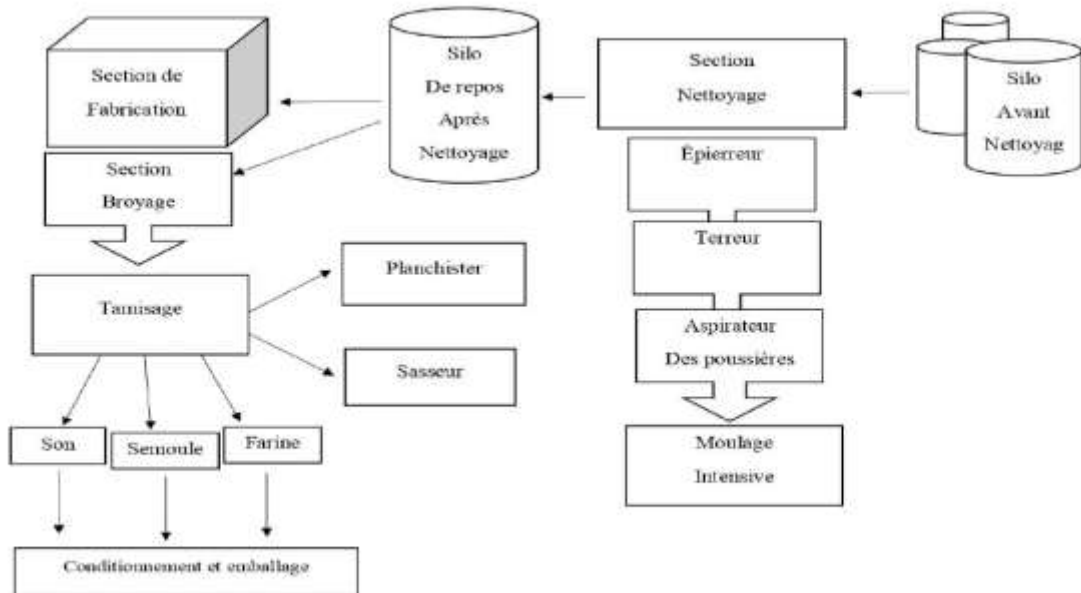 Section de
Fabrication
Silo
De repos
Après
Nettoyage
Section
Nettoyage
Silo
Avant
Nettoyag
Section
Broyage
Épierreur
Terreur
Aspirateur
Des poussières
Moulage
Intensive
Tamisage
Planchister
Sasseur
Son
Semoule
Farine
Conditionnement et emballage